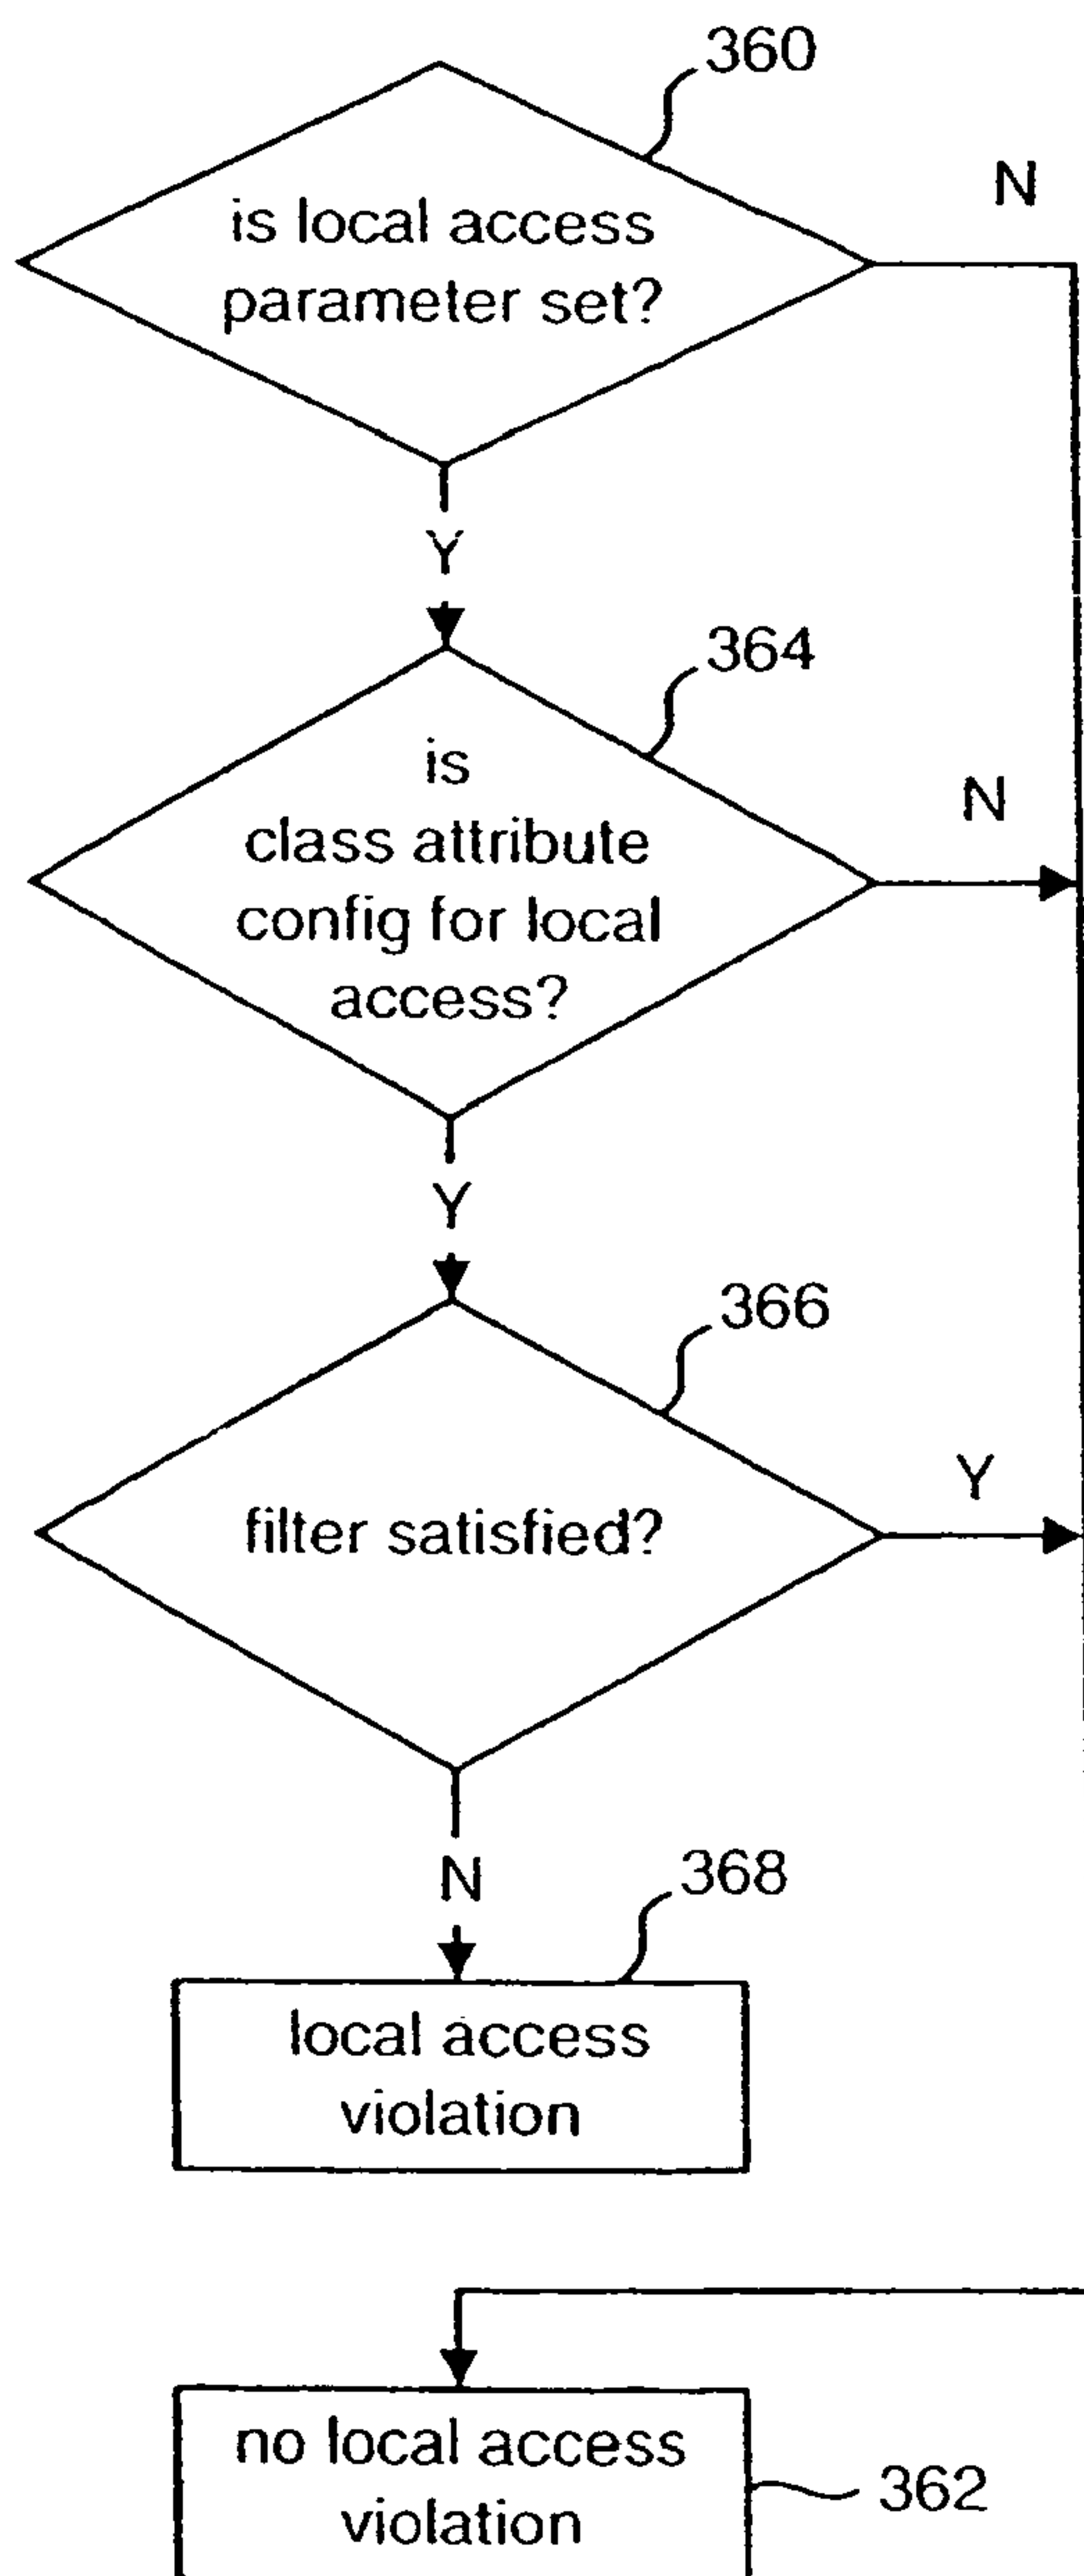 360
N
is local access
parameter set?
Y
364
is
class attribute
config for local
access?
N
Y
366
Y
filter satisfied?
N
368
local access
violation
no local access
violation
362